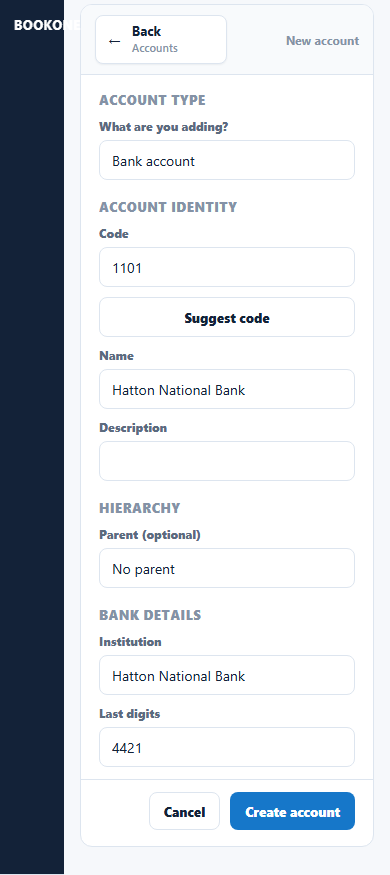 BOOKONE
Back
Accounts
New account
ACCOUNT TYPE
What are you adding?
Bank account
ACCOUNT IDENTITY
Code
1101
Suggest code
Name
Hatton National Bank
Description
HIERARCHY
Parent (optional)
No parent
BANK DETAILS
Institution
Hatton National Bank
Last digits
4421
Cancel
Create account